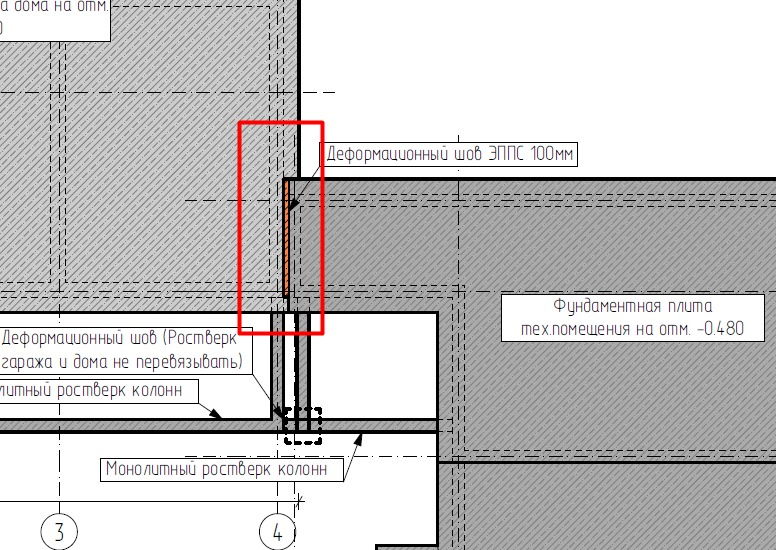 а дома на отм.
0
Деформационный шов ЭППС 100мм
Фундаментная плита
тех.помещения на отм. -0.480
Деформационный шов (Ростверк
гаража и дома не перевязывать)
литный ростверк колонн
Монолитный ростверк колонн
3
4